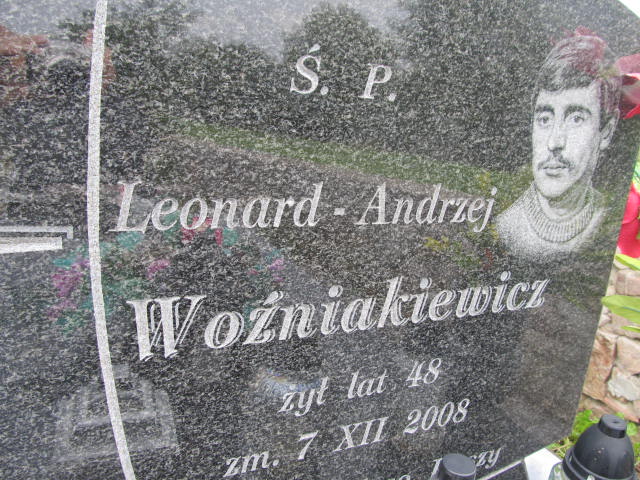 Ś. P.
Leonard - Andrzej
Woźniakiewicz
żył lat 48
zm. 7 XII 2008